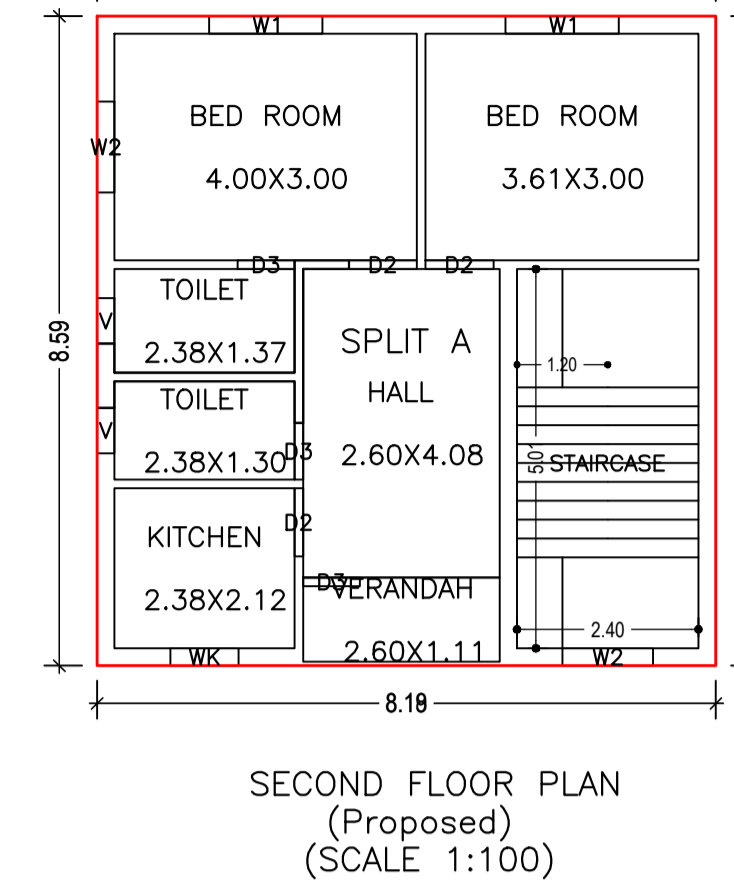 W1 W1
BED ROOM BED ROOM
W2
4.00X3.00 3.61X3.00
D3 D2 D2
TOILET
V
2.38X1.37
8.59
SPLIT A
1.20
HALL
TOILET
V
2.38X1.30
D3
2.60X4.08
5.01
STAIRCASE
D2
KITCHEN
2.38X2.12
D3
VERANDAH
2.60X1.11
2.40
WK
W2
SECOND FLOOR PLAN
(Proposed)
(SCALE 1:100)